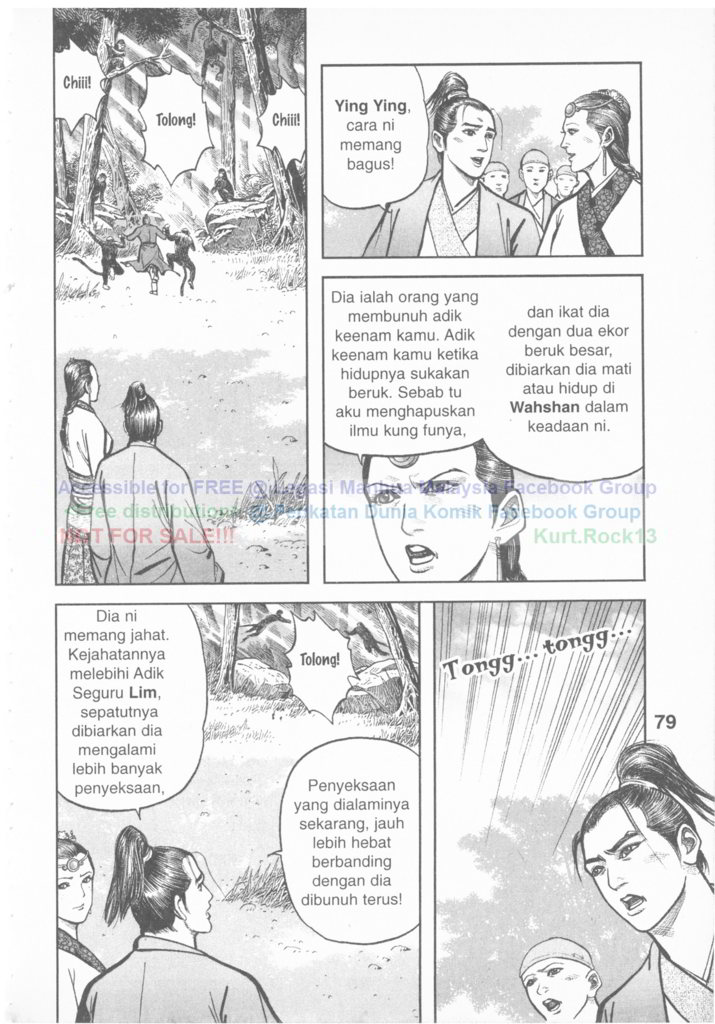 Chiii!
Tolong!
Chiii!
Ying Ying,
cara ni
memang
bagus!
Dia ialah orang yang
membunuh adik
keenam kamu. Adik
keenam kamu ketika
hidupnya sukakan
beruk. Sebab tu
aku menghapuskan
ilmu kung funya,
dan ikat dia
dengan dua ekor
beruk besar,
dibiarkan dia mati
atau hidup di
Wahshan dalam
keadaan ni.
Accessible for FREE @ Legasi Manhua Malaysia Facebook Group
Free distribution @ Pe Katan Dunia Komik Facebook Group
NOT FOR SALE!!!
Kurt.Rock13
Dia ni
memang jahat.
Kejahatannya
melebihi Adik
Seguru Lim,
sepatutnya
dibiarkan dia
mengalami
lebih banyak
penyeksaan,
Tolong!
Penyeksaan
yang dialaminya
sekarang, jauh
lebih hebat
berbanding
dengan dia
dibunuh terus!
Tongg... tongg...
79